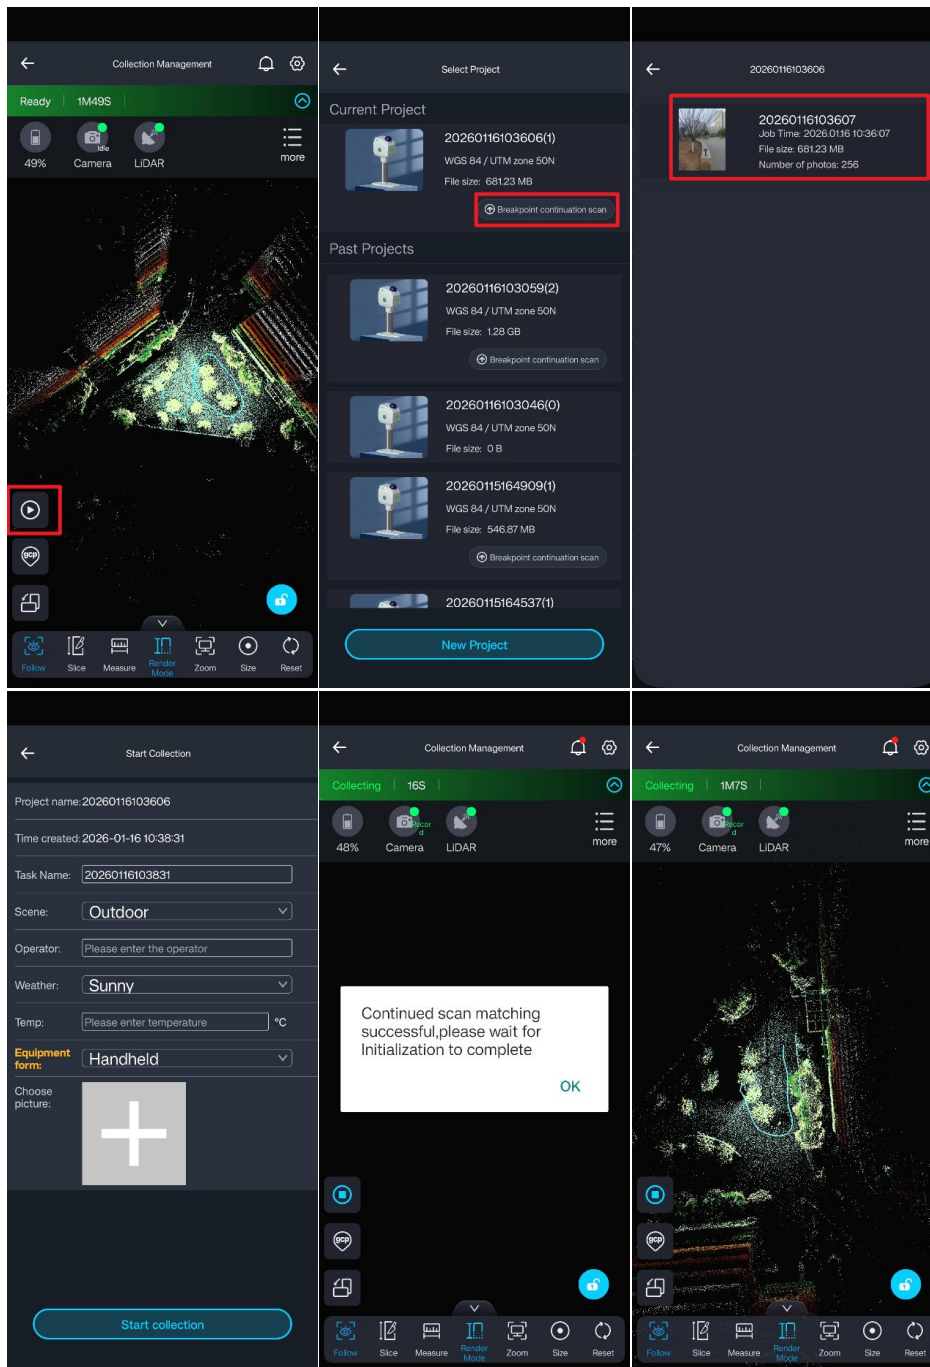 Collection Management
Ready 1M49S
Idle
49% Camera LiDAR more
gcp
Follow Slice Measure Render Mode Zoom Size Reset
Select Project
Current Project
20260116103606(1)
WGS 84 / UTM zone 50N
File size: 681.23 MB
Breakpoint continuation scan
Past Projects
20260116103059(2)
WGS 84 / UTM zone 50N
File size: 1.28 GB
Breakpoint continuation scan
20260116103046(0)
WGS 84 / UTM zone 50N
File size: 0 B
20260115164909(1)
WGS 84 / UTM zone 50N
File size: 546.87 MB
Breakpoint continuation scan
20260115164537(1)
New Project
20260116103606
20260116103607
Job Time: 2026.01.16 10:36:07
File size: 681.23 MB
Number of photos: 256
Start Collection
Project name: 20260116103606
Time created: 2026-01-16 10:38:31
Task Name: 20260116103831
Scene: Outdoor
Operator: Please enter the operator
Weather: Sunny
Temp: Please enter temperature °C
Equipment
form: Handheld
Choose
picture:
Start collection
Collection Management
Collecting 16S
Recor
d
48% Camera LiDAR more
Continued scan matching
successful,please wait for
Initialization to complete
OK
gcp
Follow Slice Measure Render Mode Zoom Size Reset
Collection Management
Collecting 1M7S
Recor
d
47% Camera LiDAR more
gcp
Follow Slice Measure Render Mode Zoom Size Reset